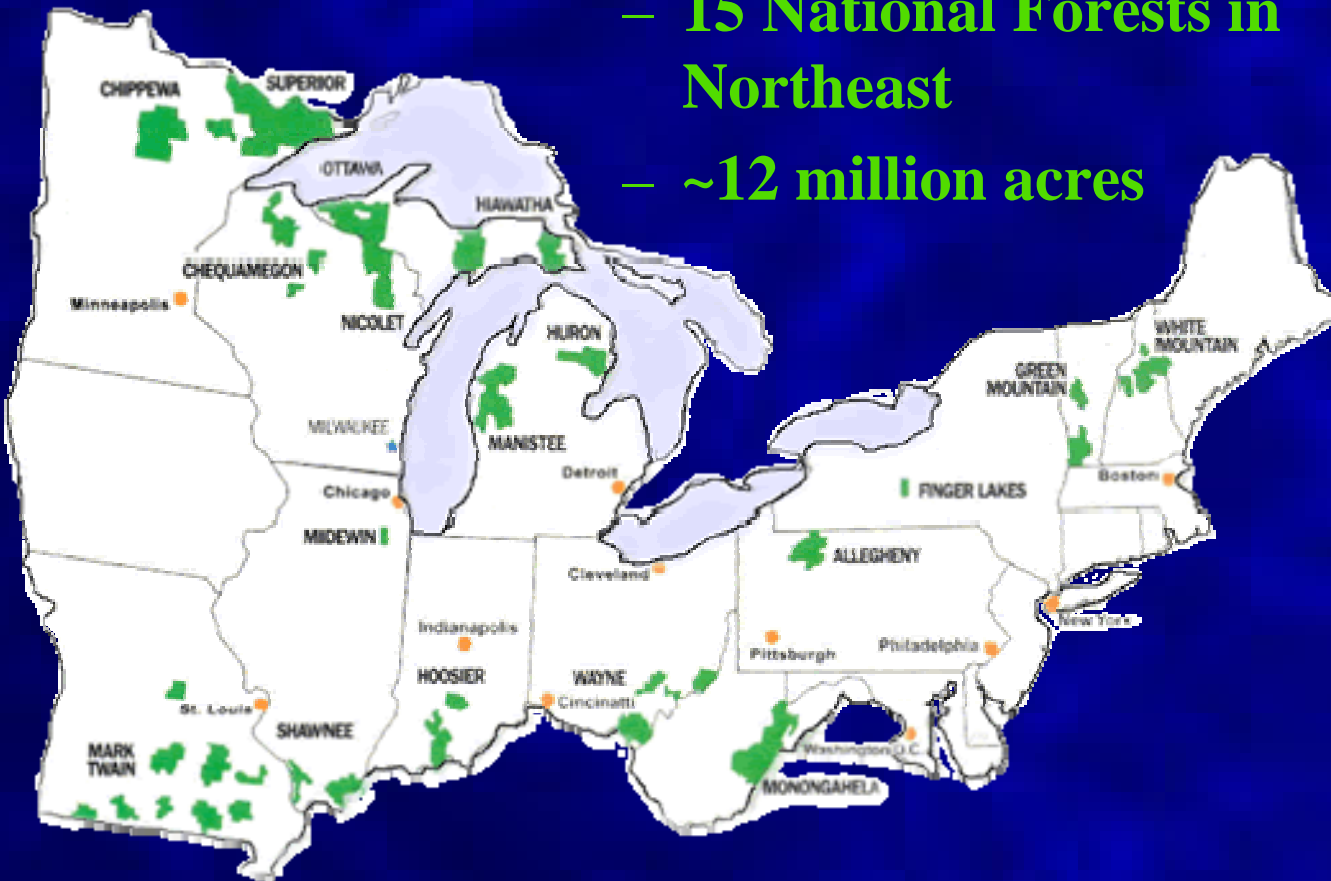 – 15 National Forests in
Northeast
– ~12 million acres
CHIPPEWA
SUPERIOR
OTTAWA
HIAWATHA
CHEQUAMEGON
Minneapolis
NICOLET
HURON
WHITE
MOUNTAIN
GREEN
MOUNTAIN
MILWAUKEE
MANISTEE
Detroit
Boston
Chicago
FINGER LAKES
MIDEWIN
ALLEGHENY
Cleveland
New York
Indianapolis
Pittsburgh
Philadelphia
HOOSIER
WAYNE
Cincinatti
St. Louis
SHAWNEE
Washington D.C.
MARK
TWAIN
MONONGAHELA